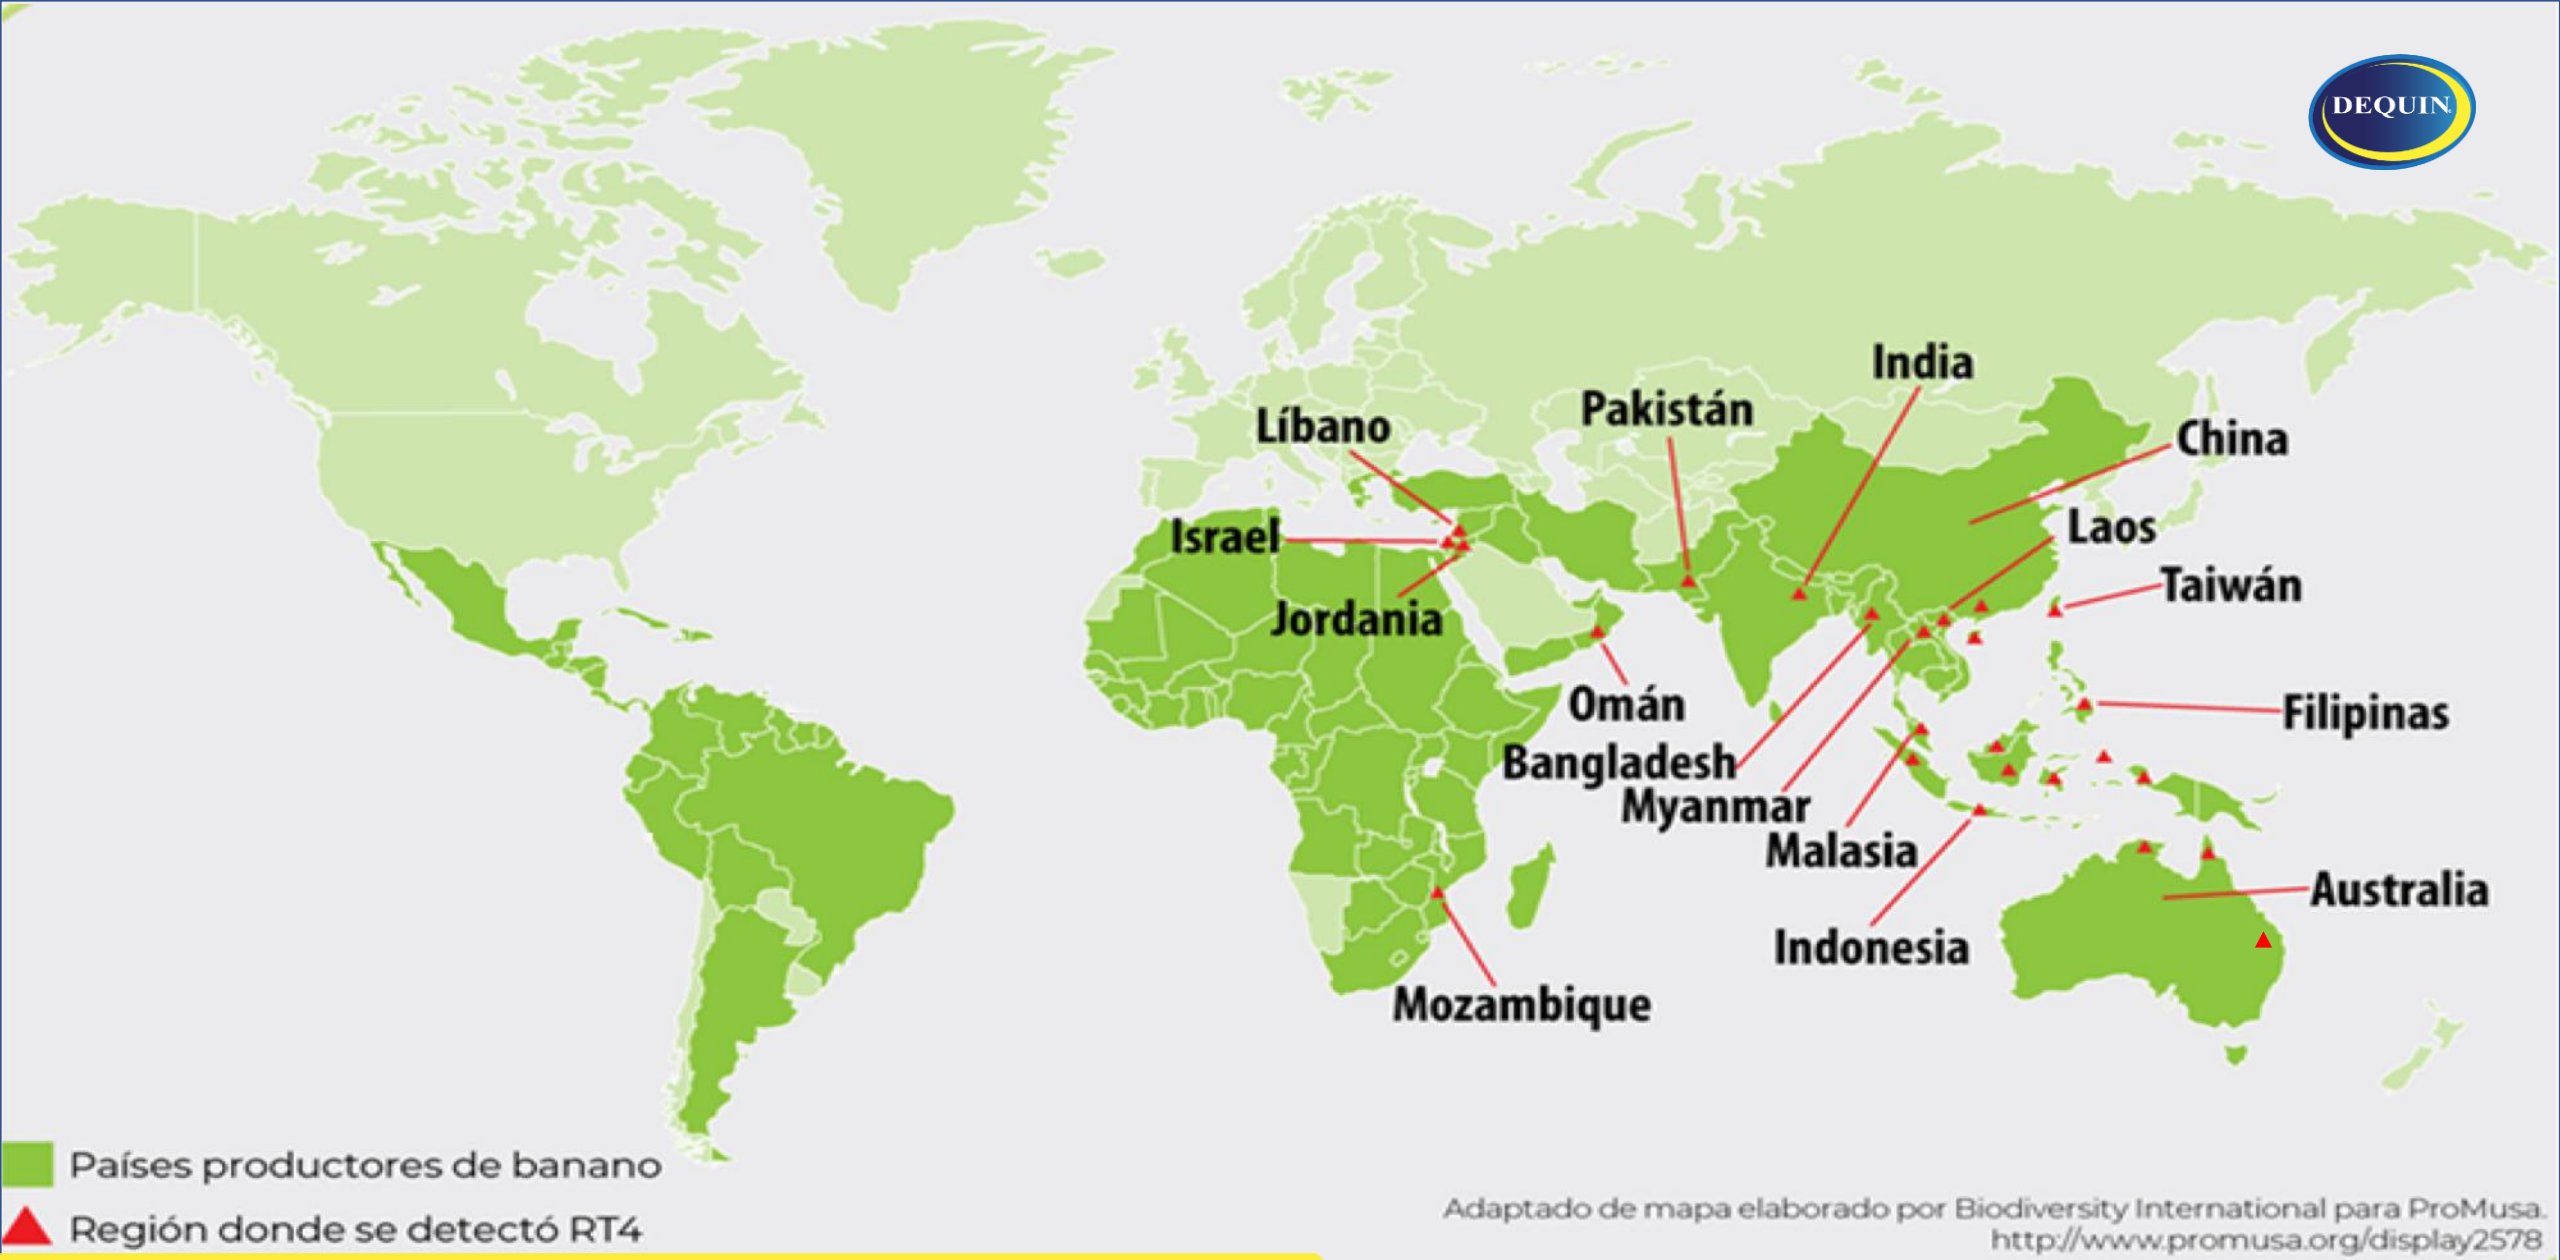 DEQUIN
India
Pakistán
Líbano
China
Israel
Laos
Taiwán
Jordania
Omán
Filipinas
Bangladesh
Myanmar
Malasia
Australia
Indonesia
Mozambique
Países productores de banano
Región donde se detectó RT4
Adaptado de mapa elaborado por Biodiversity International para ProMusa.
http://www.promusa.org/display2578